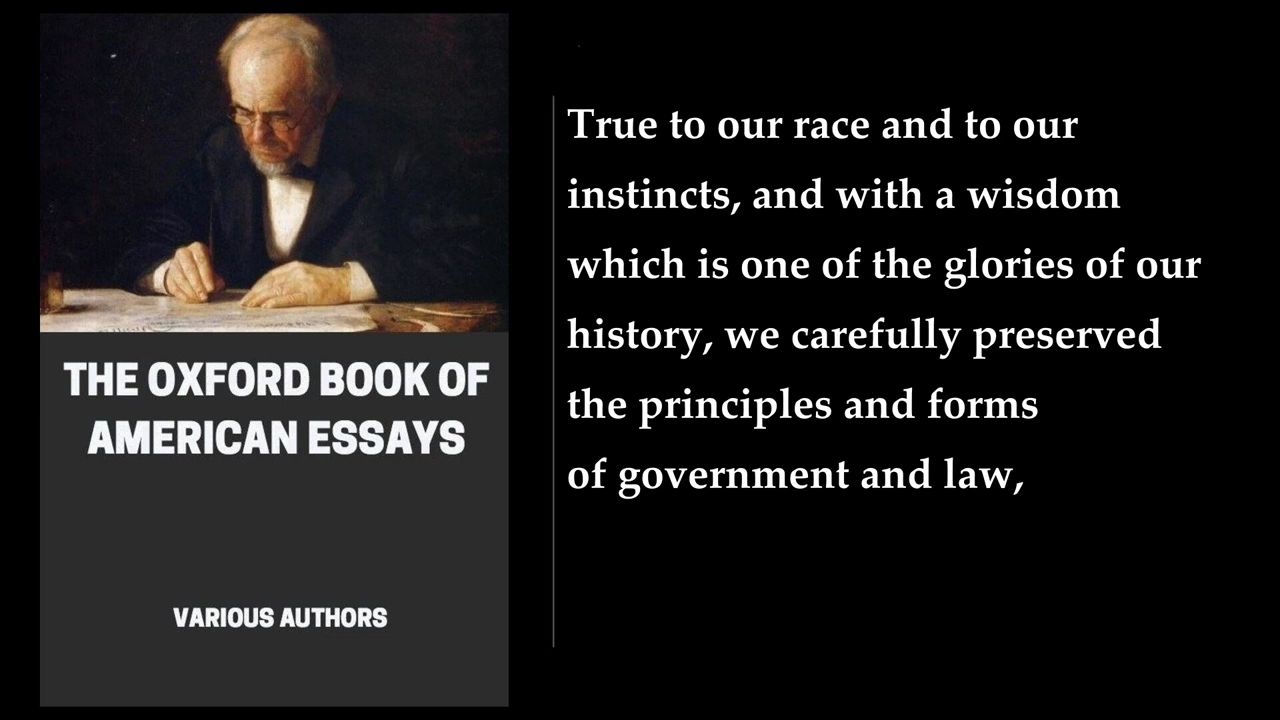 THE OXFORD BOOK OF
AMERICAN ESSAYS
VARIOUS AUTHORS
True to our race and to our
instincts, and with a wisdom
which is one of the glories of our
history, we carefully preserved
the principles and forms
of government and law,